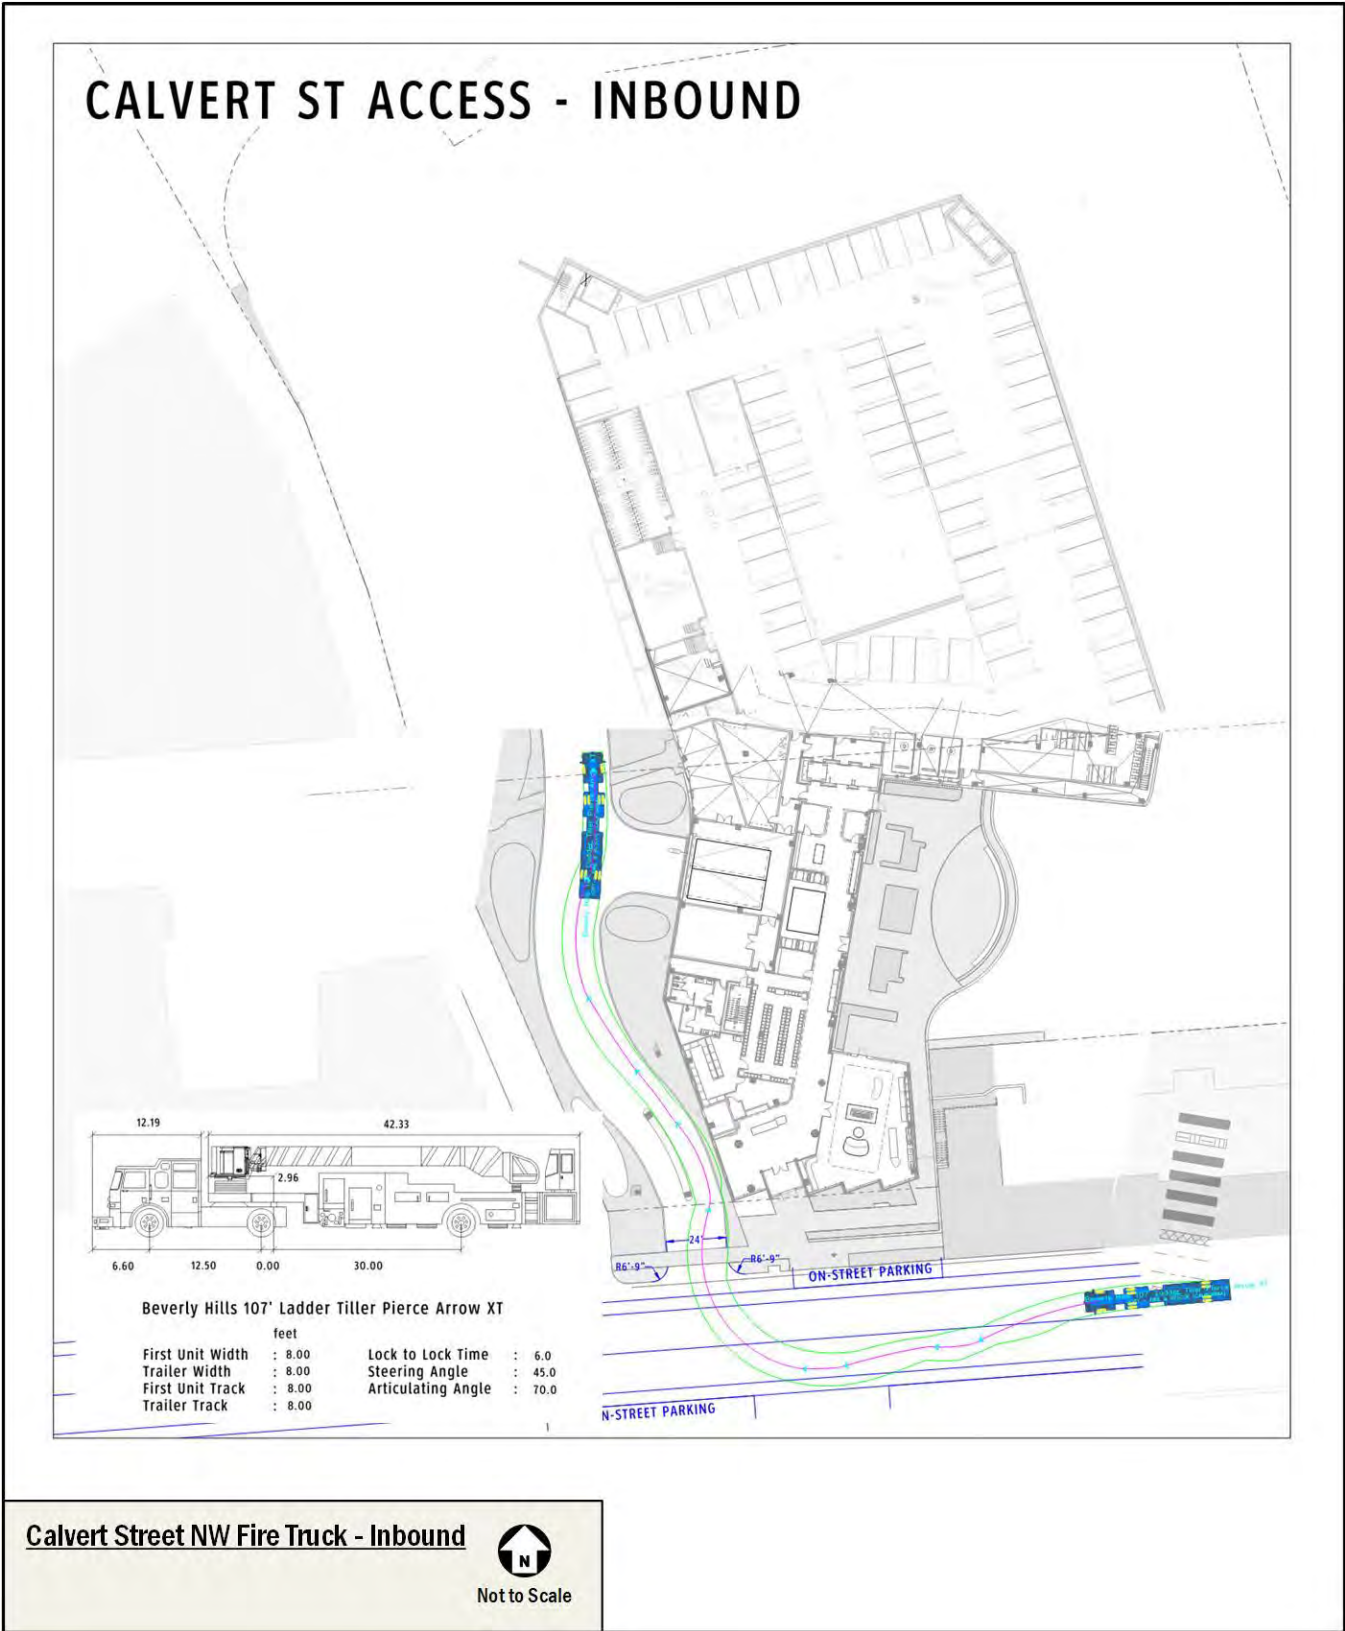 CALVERT ST ACCESS - INBOUND
12.19
42.33
2.96
24'
R6'-9"
R6'-9"
ON-STREET PARKING
6.60
12.50
0.00
30.00
Beverly Hills 107' Ladder Tiller Pierce Arrow XT
feet
First Unit Width : 8.00
Trailer Width : 8.00
First Unit Track : 8.00
Trailer Track : 8.00
Lock to Lock Time : 6.0
Steering Angle : 45.0
Articulating Angle : 70.0
N-STREET PARKING
Calvert Street NW Fire Truck - Inbound
N
Not to Scale